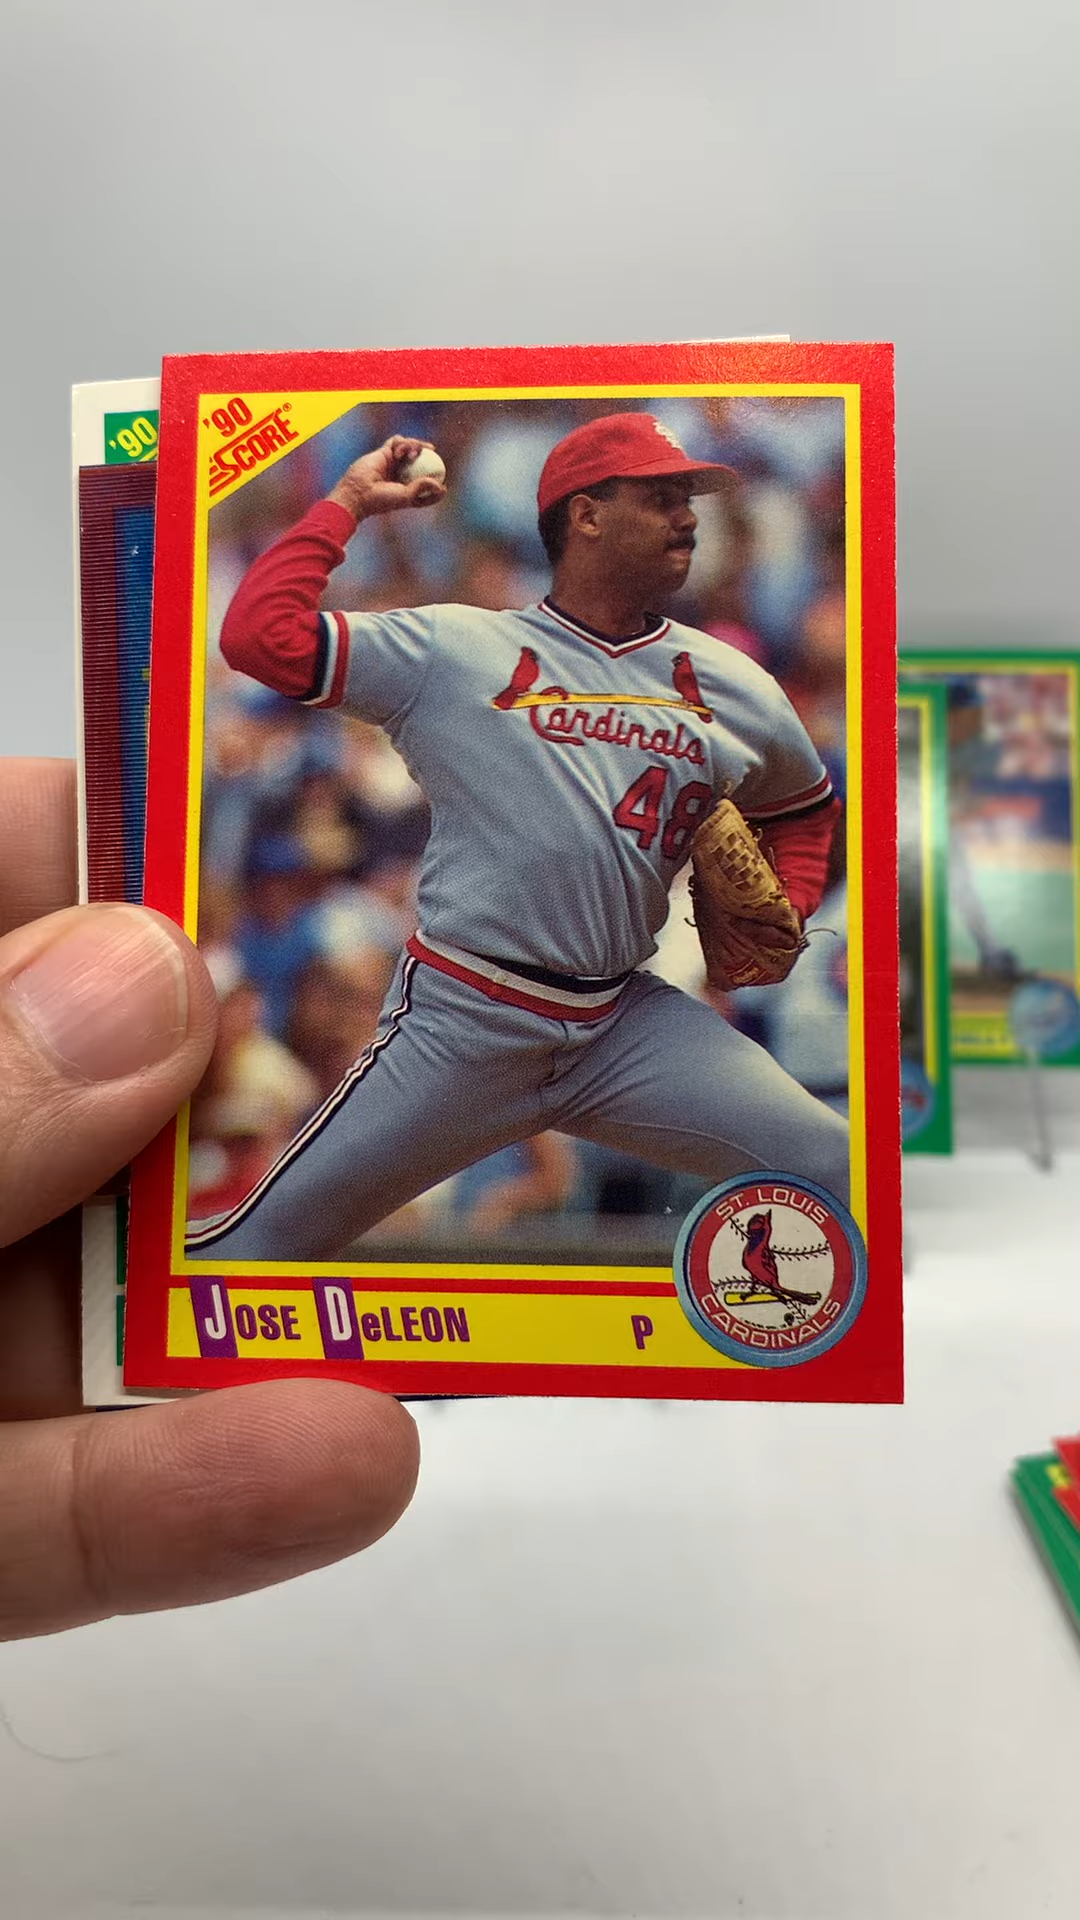 '90
SCORE®
'90
Cardinals
48
ST. LOUIS
CARDINALS
JOSE DeLEON P